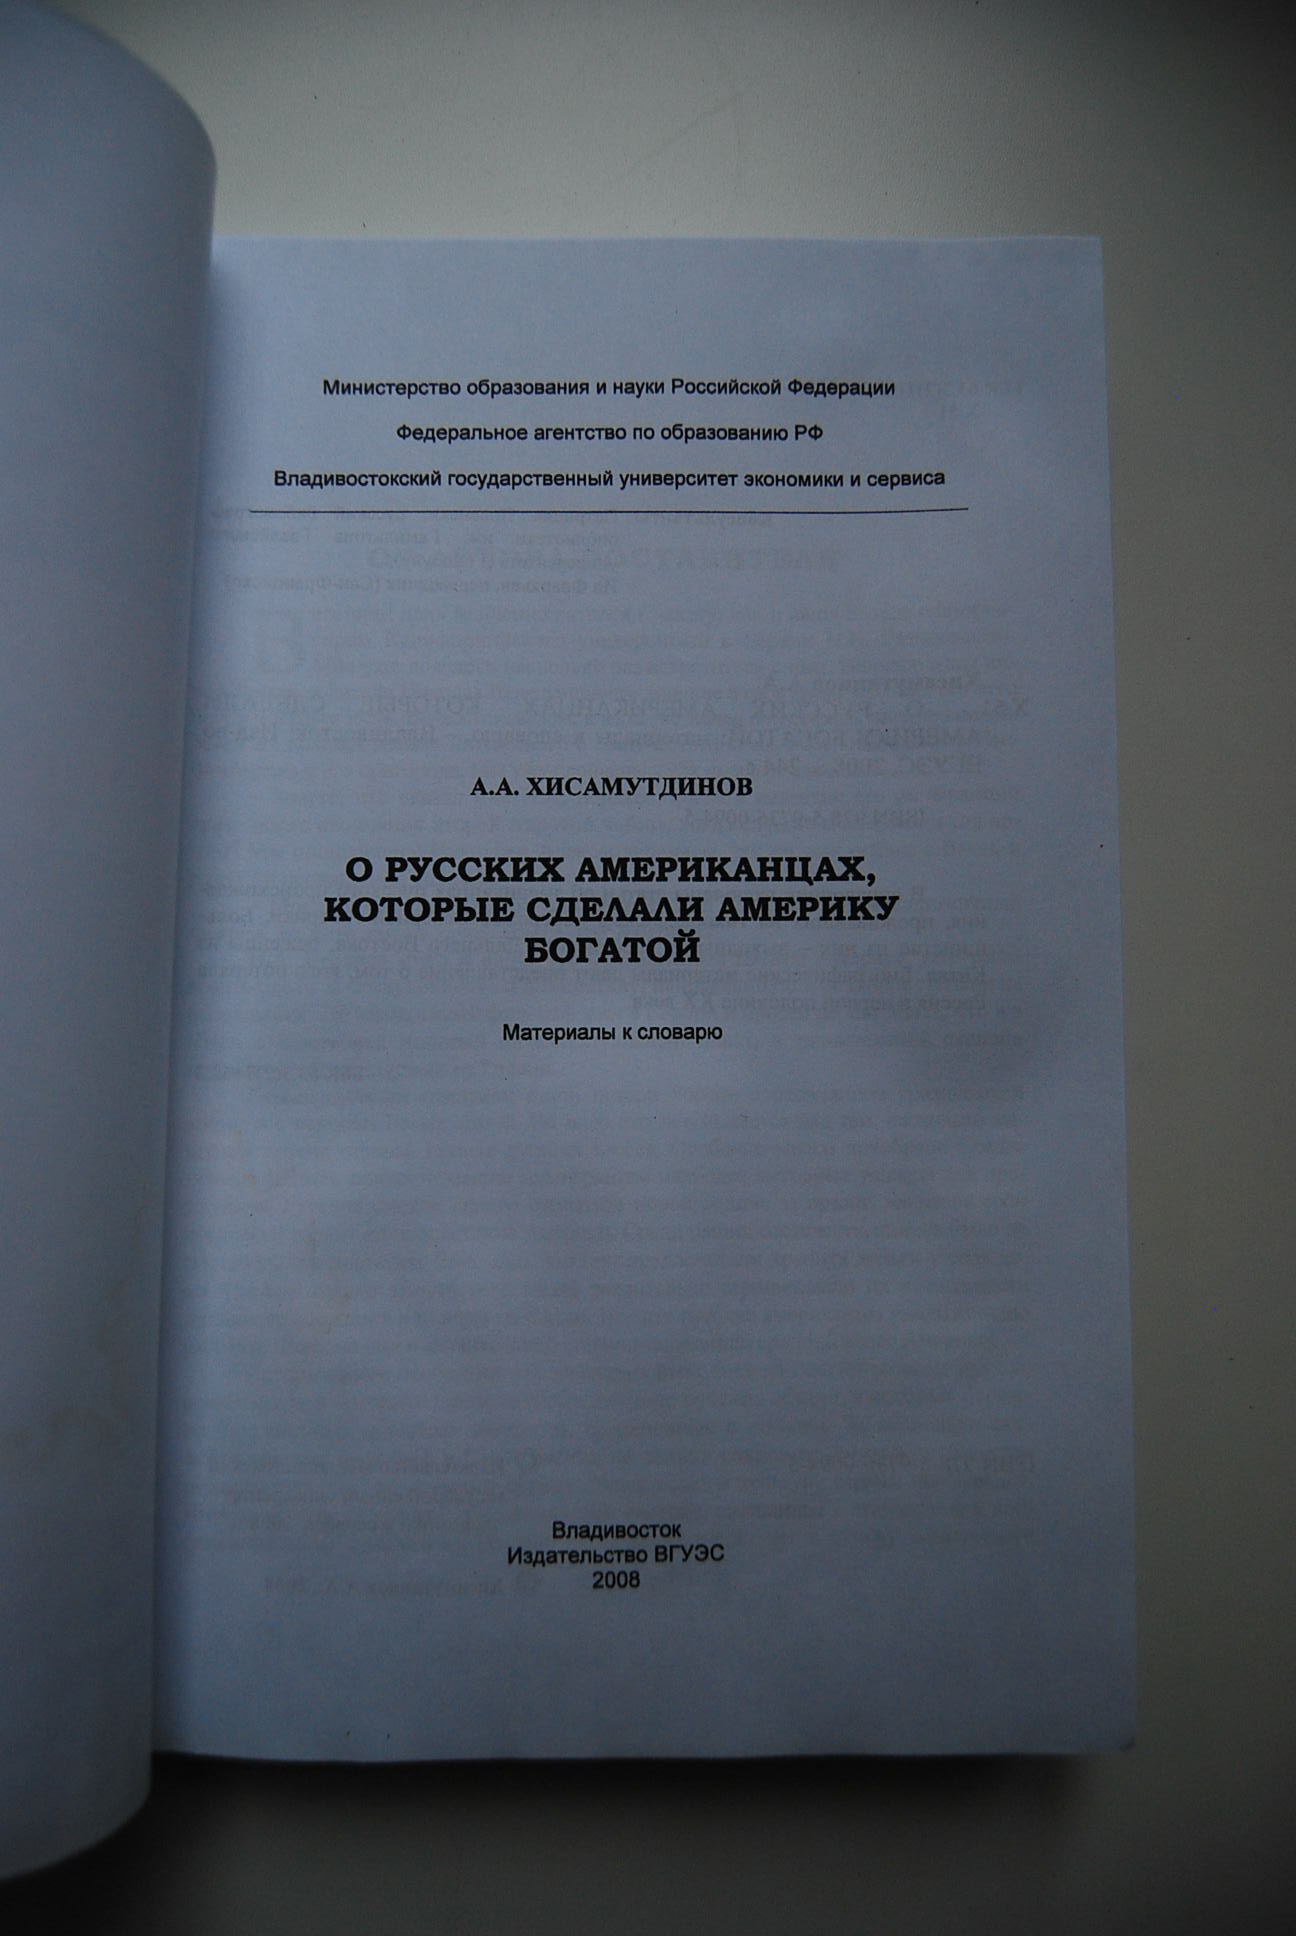 Министерство образования и науки Российской Федерации
Федеральное агентство по образованию РФ
Владивостокский государственный университет экономики и сервиса
А.А. ХИСАМУТДИНОВ
О РУССКИХ АМЕРИКАНЦАХ,
КОТОРЫЕ СДЕЛАЛИ АМЕРИКУ
БОГАТОЙ
Материалы к словарю
Владивосток
Издательство ВГУЭС
2008